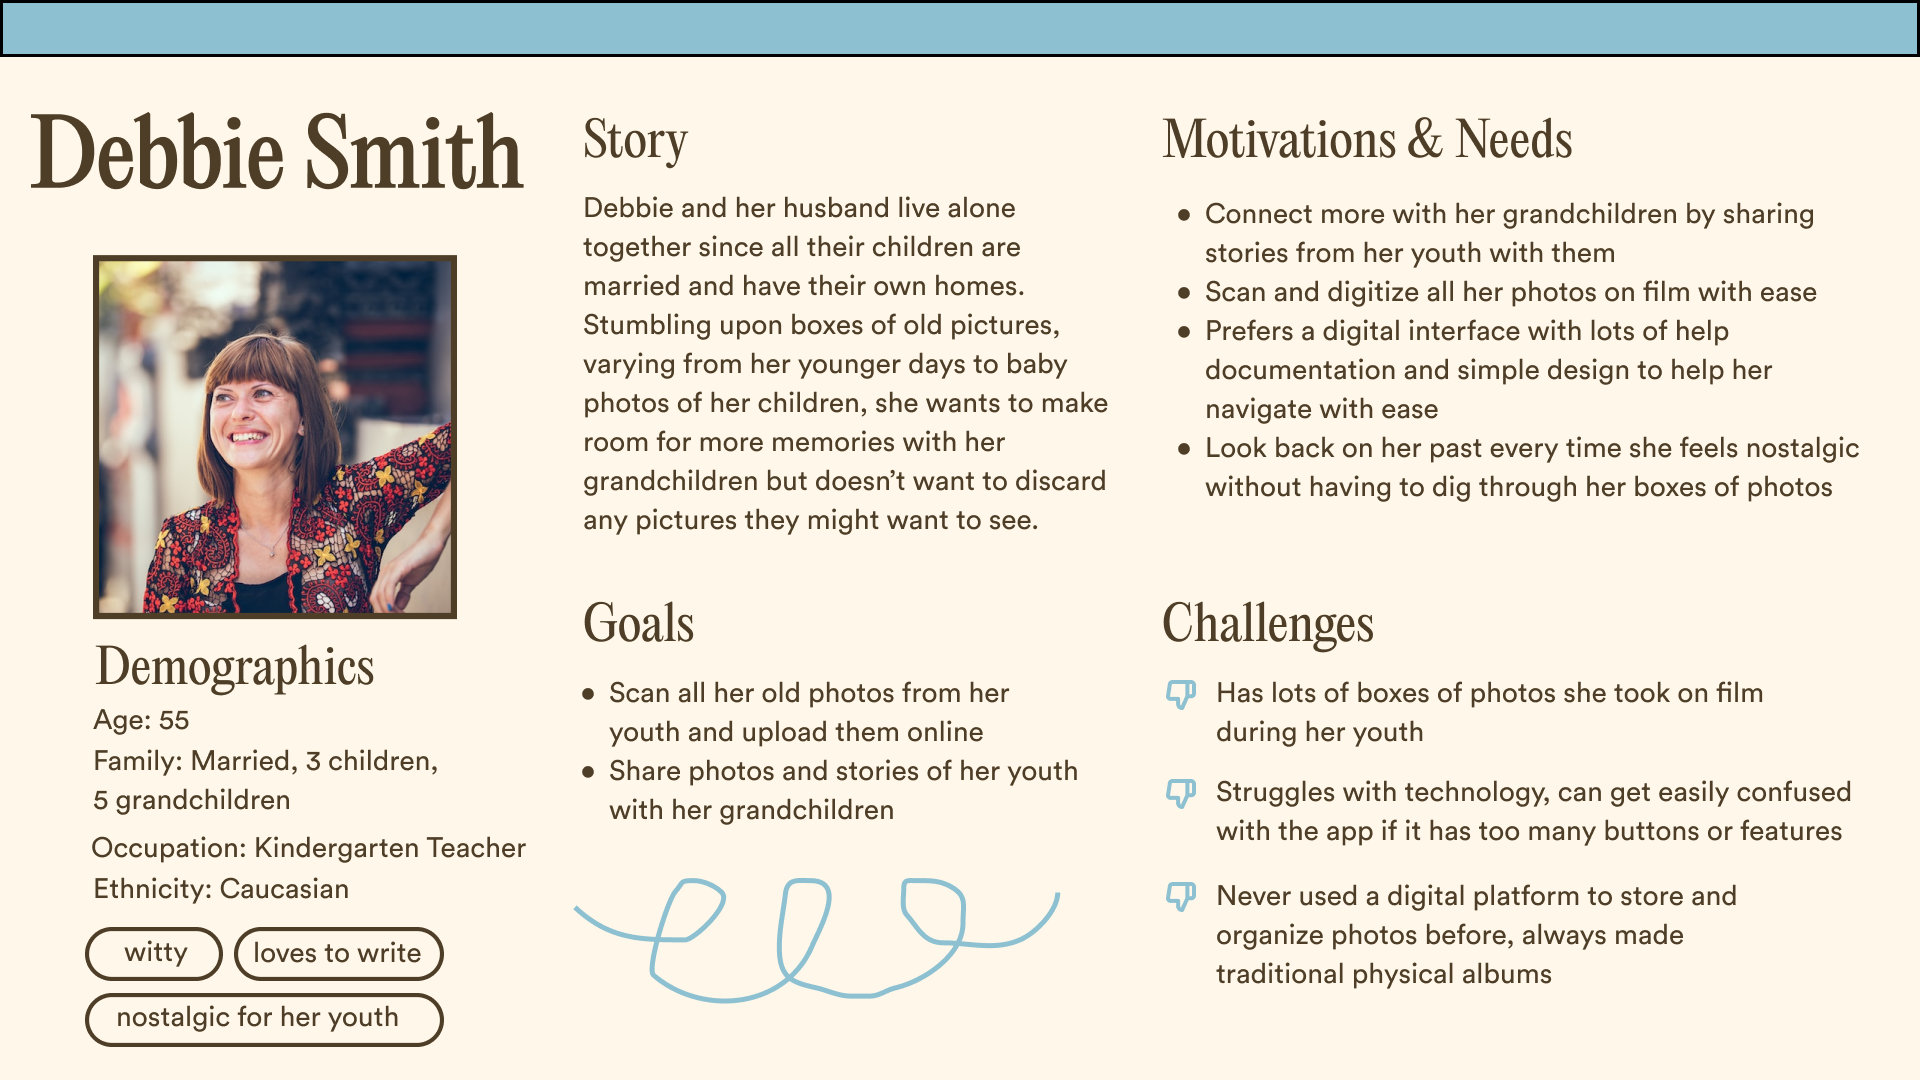 Debbie Smith
Demographics
Age: 55
Family: Married, 3 children,
5 grandchildren
Occupation: Kindergarten Teacher
Ethnicity: Caucasian
witty
loves to write
nostalgic for her youth
Story
Debbie and her husband live alone
together since all their children are
married and have their own homes.
Stumbling upon boxes of old pictures,
varying from her younger days to baby
photos of her children, she wants to make
room for more memories with her
grandchildren but doesn’t want to discard
any pictures they might want to see.
Goals
● Scan all her old photos from her
youth and upload them online
● Share photos and stories of her youth
with her grandchildren
Motivations & Needs
● Connect more with her grandchildren by sharing
stories from her youth with them
● Scan and digitize all her photos on film with ease
● Prefers a digital interface with lots of help
documentation and simple design to help her
navigate with ease
● Look back on her past every time she feels nostalgic
without having to dig through her boxes of photos
Challenges
Has lots of boxes of photos she took on film
during her youth
Struggles with technology, can get easily confused
with the app if it has too many buttons or features
Never used a digital platform to store and
organize photos before, always made
traditional physical albums